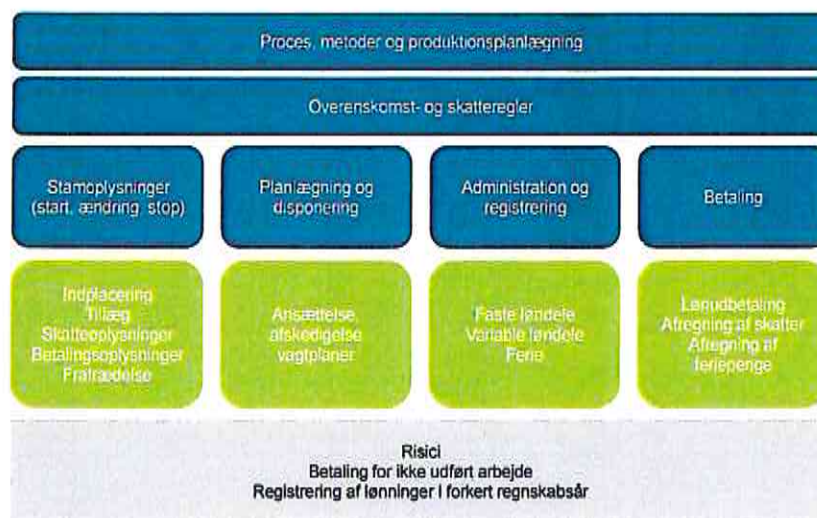 Proces, metoder og produktionsplanlægning
Overenskomst- og skatteregler
Stamoplysninger
(start, ændring stop)
Planlægning og
disponering
Administration og
registrering
Betaling
Indplacering
Tillæg
Skatteoplysninger
Betalingsoplysninger
Fratrædelse
Ansættelse,
afskedigelse
vagtplaner
Faste løndele
Variable løndele
Ferie
Lønudbetaling
Afregning af skatter
Afregning af
feriepenge
Risici
Betaling for ikke udført arbejde
Registrering af lønninger i forkert regnskabsår